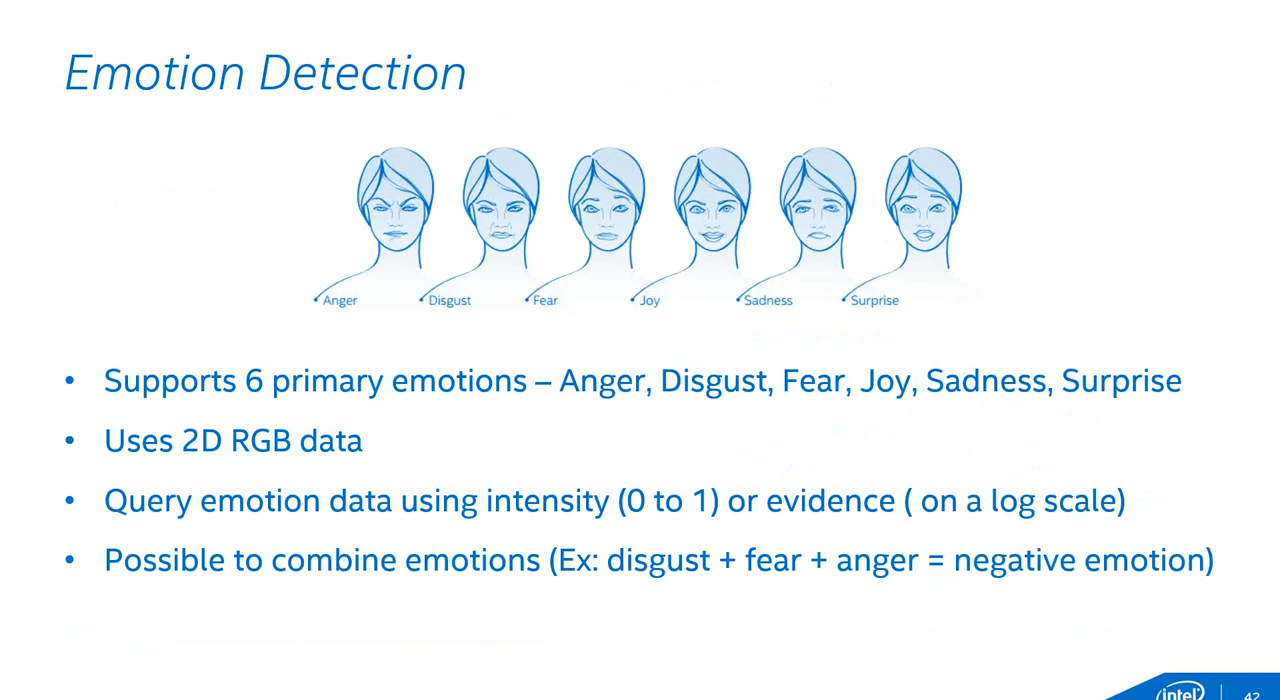 Emotion Detection
Anger Disgust Fear Joy Sadness Surprise
• Supports 6 primary emotions – Anger, Disgust, Fear, Joy, Sadness, Surprise
• Uses 2D RGB data
• Query emotion data using intensity (0 to 1) or evidence ( on a log scale)
• Possible to combine emotions (Ex: disgust + fear + anger = negative emotion)
intel 42